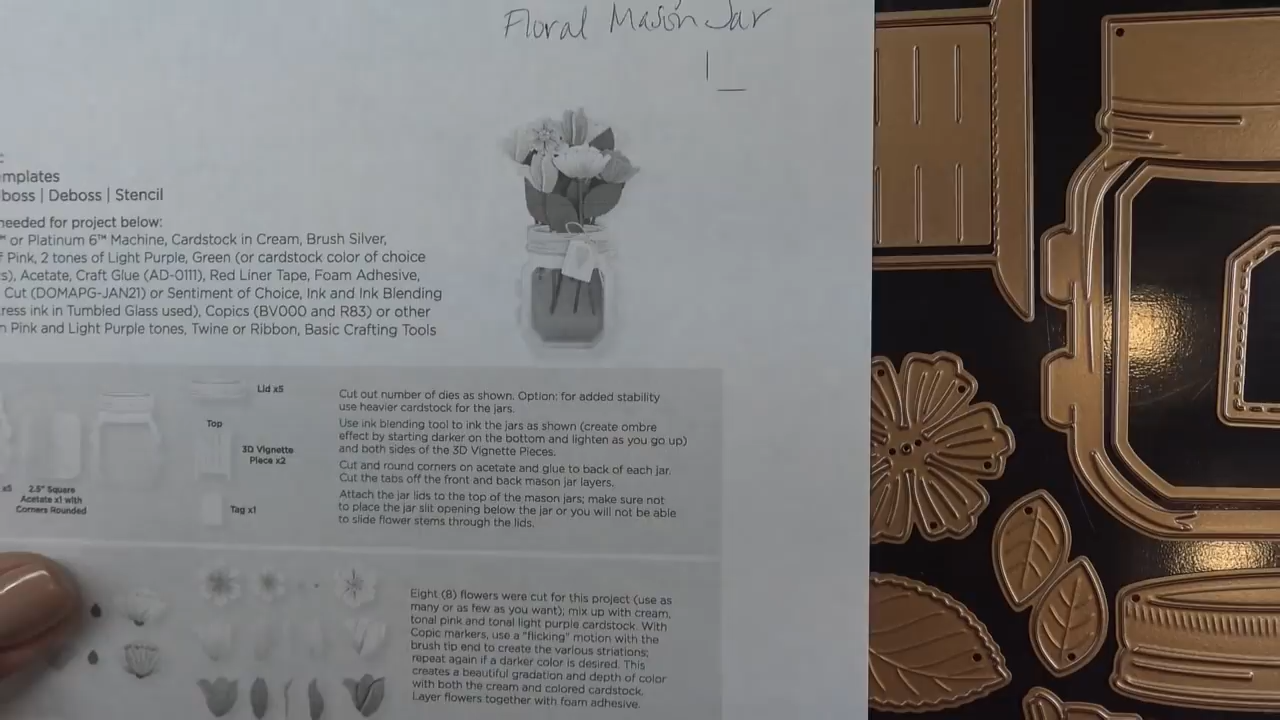 Floral Mason Jar
mplates
boss | Deboss | Stencil
needed for project below:
or Platinum 6™ Machine, Cardstock in Cream, Brush Silver,
Pink, 2 tones of Light Purple, Green (or cardstock color of choice
s), Acetate, Craft Glue (AD-0111), Red Liner Tape, Foam Adhesive,
Cut (DOMAPG-JAN21) or Sentiment of Choice, Ink and Ink Blending
ress ink in Tumbled Glass used), Copics (BV000 and R83) or other
n Pink and Light Purple tones, Twine or Ribbon, Basic Crafting Tools
Lid x5
Top
3D Vignette
Piece x2
x5
2.5" Square
Acetate x1 with
Corners Rounded
Tag x1
Cut out number of dies as shown. Option: for added stability
use heavier cardstock for the jars.
Use ink blending tool to ink the jars as shown (create ombre
effect by starting darker on the bottom and lighten as you go up)
and both sides of the 3D Vignette Pieces.
Cut and round corners on acetate and glue to back of each jar.
Cut the tabs off the front and back mason jar layers.
Attach the jar lids to the top of the mason jars; make sure not
to place the jar slit opening below the jar or you will not be able
to slide flower stems through the lids.
Eight (8) flowers were cut for this project (use as
many or as few as you want); mix up with cream,
tonal pink and tonal light purple cardstock. With
Copic markers, use a "flicking" motion with the
brush tip end to create the various striations;
repeat again if a darker color is desired. This
creates a beautiful gradation and depth of color
with both the cream and colored cardstock.
Layer flowers together with foam adhesive.